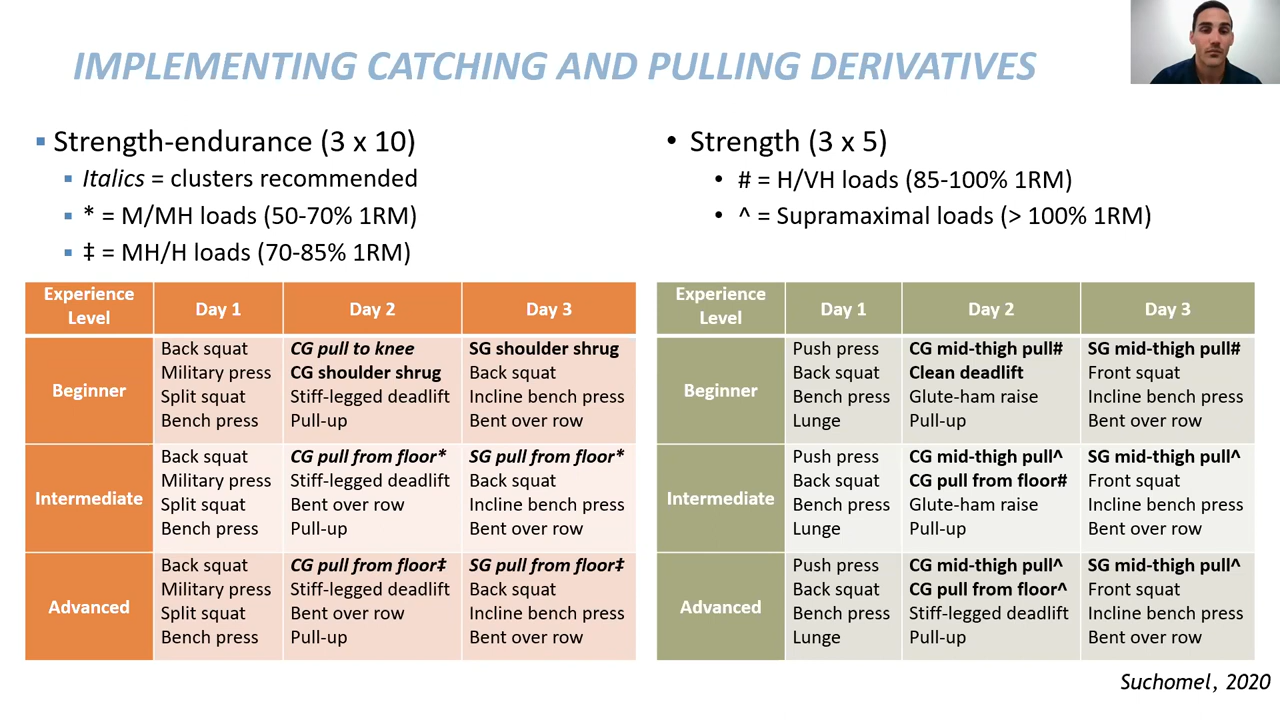 IMPLEMENTING CATCHING AND PULLING DERIVATIVES
▪ Strength-endurance (3 x 10)
▪ Italics = clusters recommended
▪ * = M/MH loads (50-70% 1RM)
▪ ‡ = MH/H loads (70-85% 1RM)
• Strength (3 x 5)
• # = H/VH loads (85-100% 1RM)
• ^ = Supramaximal loads (> 100% 1RM)
Experience
Level
Day 1
Day 2
Day 3
Beginner
Back squat
Military press
Split squat
Bench press
CG pull to knee
CG shoulder shrug
Stiff-legged deadlift
Pull-up
SG shoulder shrug
Back squat
Incline bench press
Bent over row
Intermediate
Back squat
Military press
Split squat
Bench press
CG pull from floor*
Stiff-legged deadlift
Bent over row
Pull-up
SG pull from floor*
Back squat
Incline bench press
Bent over row
Advanced
Back squat
Military press
Split squat
Bench press
CG pull from floor‡
Stiff-legged deadlift
Bent over row
Pull-up
SG pull from floor‡
Back squat
Incline bench press
Bent over row
Experience
Level
Day 1
Day 2
Day 3
Beginner
Push press
Back squat
Bench press
Lunge
CG mid-thigh pull#
Clean deadlift
Glute-ham raise
Pull-up
SG mid-thigh pull#
Front squat
Incline bench press
Bent over row
Intermediate
Push press
Back squat
Bench press
Lunge
CG mid-thigh pull^
CG pull from floor#
Glute-ham raise
Pull-up
SG mid-thigh pull^
Front squat
Incline bench press
Bent over row
Advanced
Push press
Back squat
Bench press
Lunge
CG mid-thigh pull^
CG pull from floor^
Stiff-legged deadlift
Pull-up
SG mid-thigh pull^
Front squat
Incline bench press
Bent over row
Suchomel, 2020